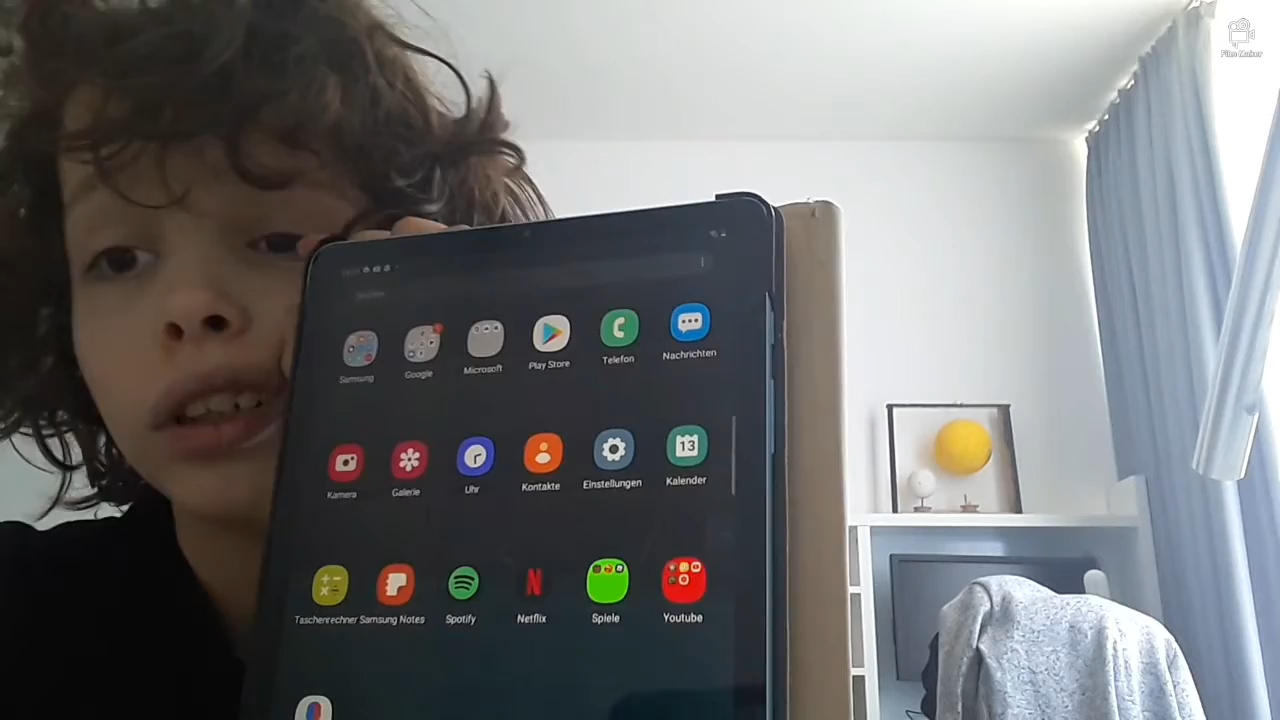 Film Maker
Samsung
Google
Microsoft
Play Store
Telefon
Nachrichten
Kamera
Galerie
Uhr
Kontakte
Einstellungen
13
Kalender
Taschenrechner
Samsung Notes
Spotify
N
Netflix
Spiele
Youtube